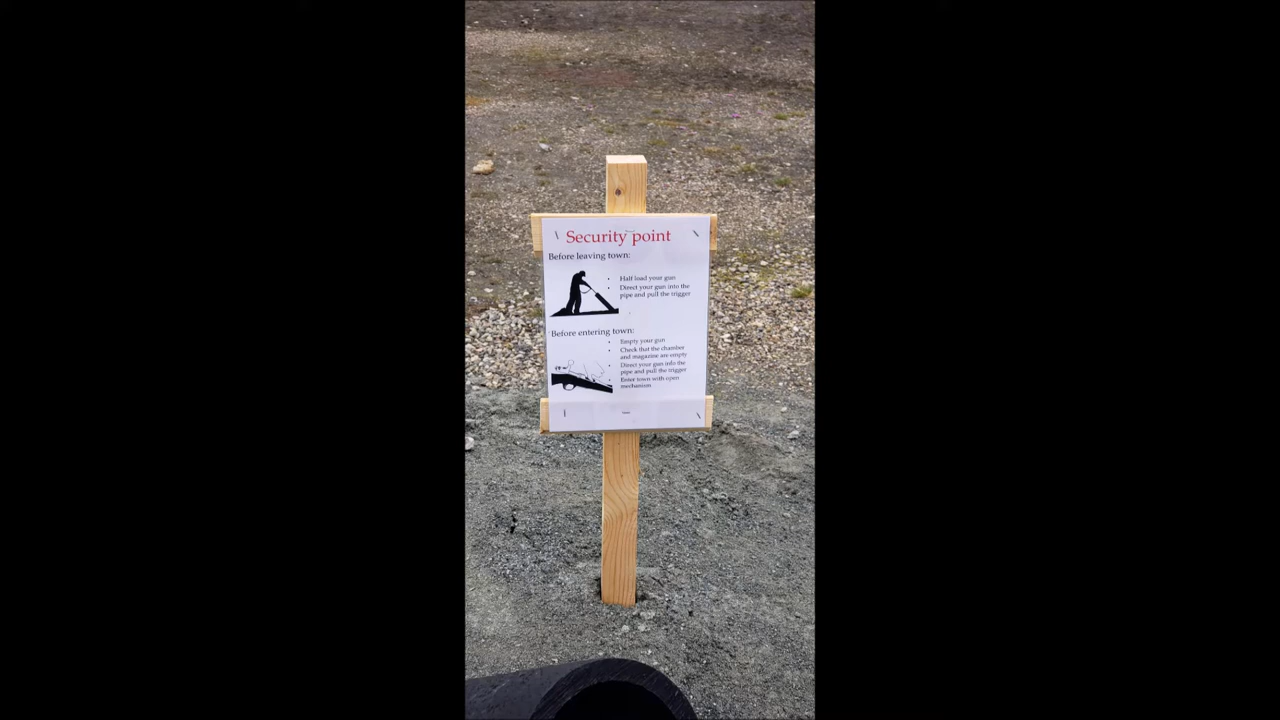 Security point
Before leaving town:
• Half load your gun
• Direct your gun into the
pipe and pull the trigger
Before entering town:
• Empty your gun
• Check that the chamber
and magazine are empty
• Direct your gun into the
pipe and pull the trigger
• Enter town with open
mechanism